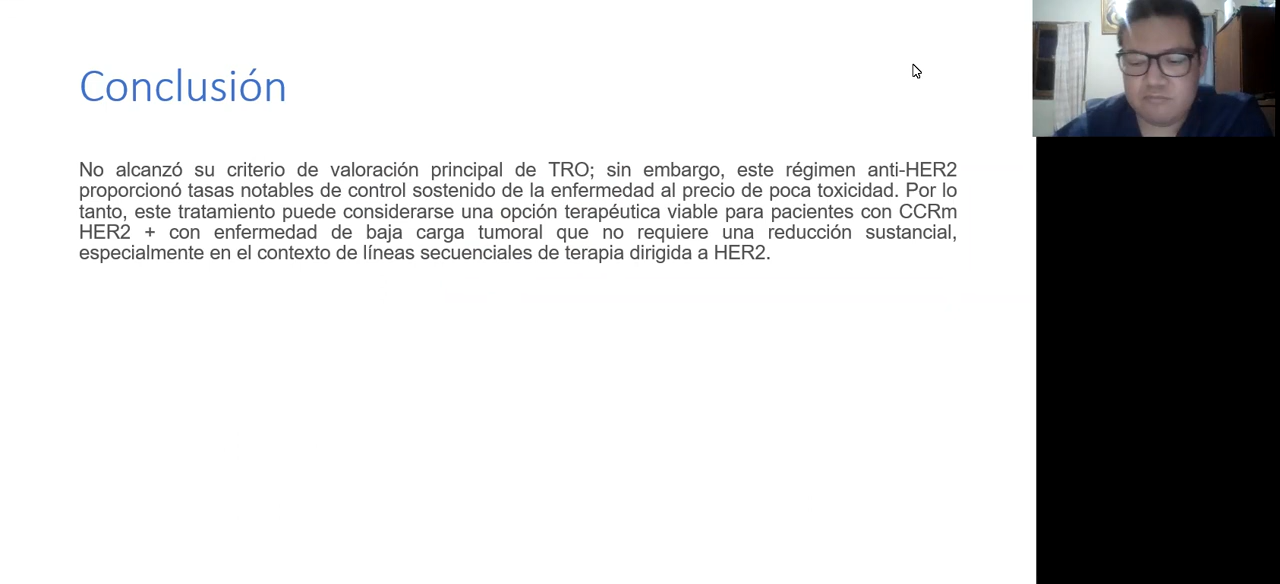 Conclusión
No alcanzó su criterio de valoración principal de TRO; sin embargo, este régimen anti-HER2
proporcionó tasas notables de control sostenido de la enfermedad al precio de poca toxicidad. Por lo
tanto, este tratamiento puede considerarse una opción terapéutica viable para pacientes con CCRm
HER2 + con enfermedad de baja carga tumoral que no requiere una reducción sustancial,
especialmente en el contexto de líneas secuenciales de terapia dirigida a HER2.